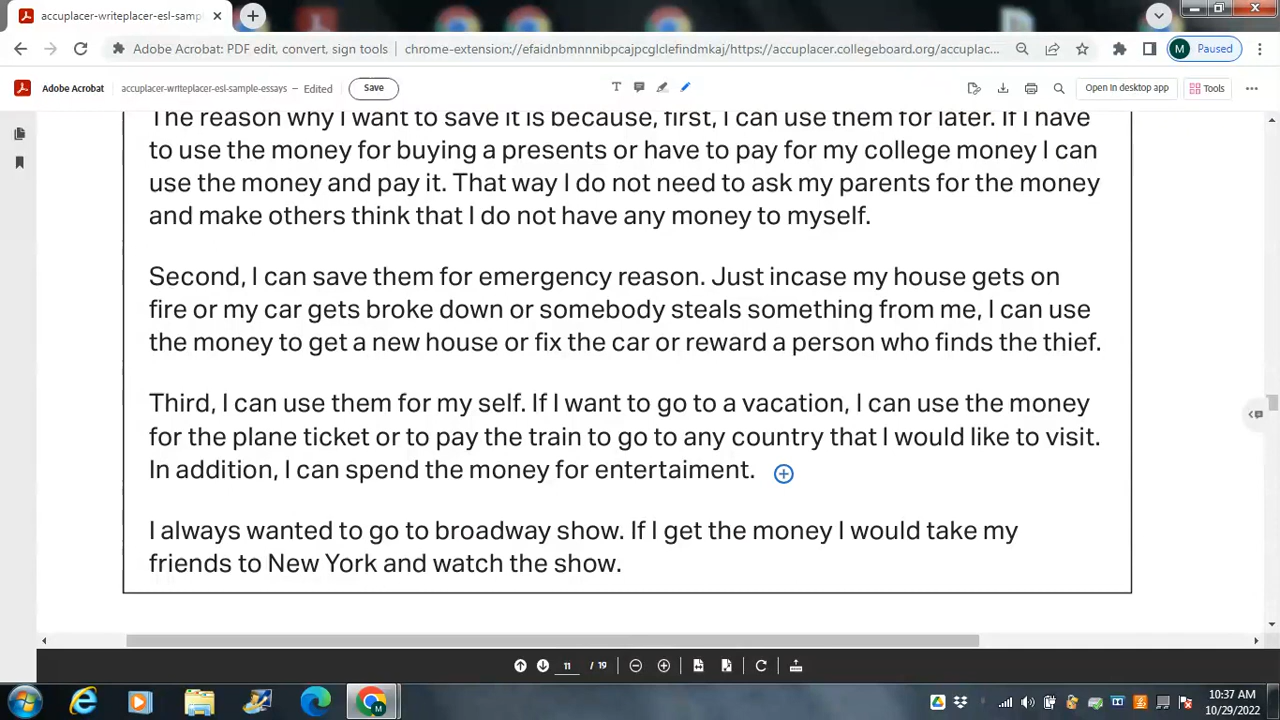 accuplacer-writeplacer-esl-samp
Adobe Acrobat: PDF edit, convert, sign tools
chrome-extension://efaidnbmnnnibpcajpcglclefindmkaj/https://accuplacer.collegeboard.org/accuplac...
M Paused
Adobe Acrobat
accuplacer-writeplacer-esl-sample-essays – Edited
Save
Open in desktop app
Tools
The reason why I want to save it is because, first, I can use them for later. If I have
to use the money for buying a presents or have to pay for my college money I can
use the money and pay it. That way I do not need to ask my parents for the money
and make others think that I do not have any money to myself.
Second, I can save them for emergency reason. Just incase my house gets on
fire or my car gets broke down or somebody steals something from me, I can use
the money to get a new house or fix the car or reward a person who finds the thief.
Third, I can use them for my self. If I want to go to a vacation, I can use the money
for the plane ticket or to pay the train to go to any country that I would like to visit.
In addition, I can spend the money for entertaiment.
I always wanted to go to broadway show. If I get the money I would take my
friends to New York and watch the show.
11 / 19
10:37 AM
10/29/2022